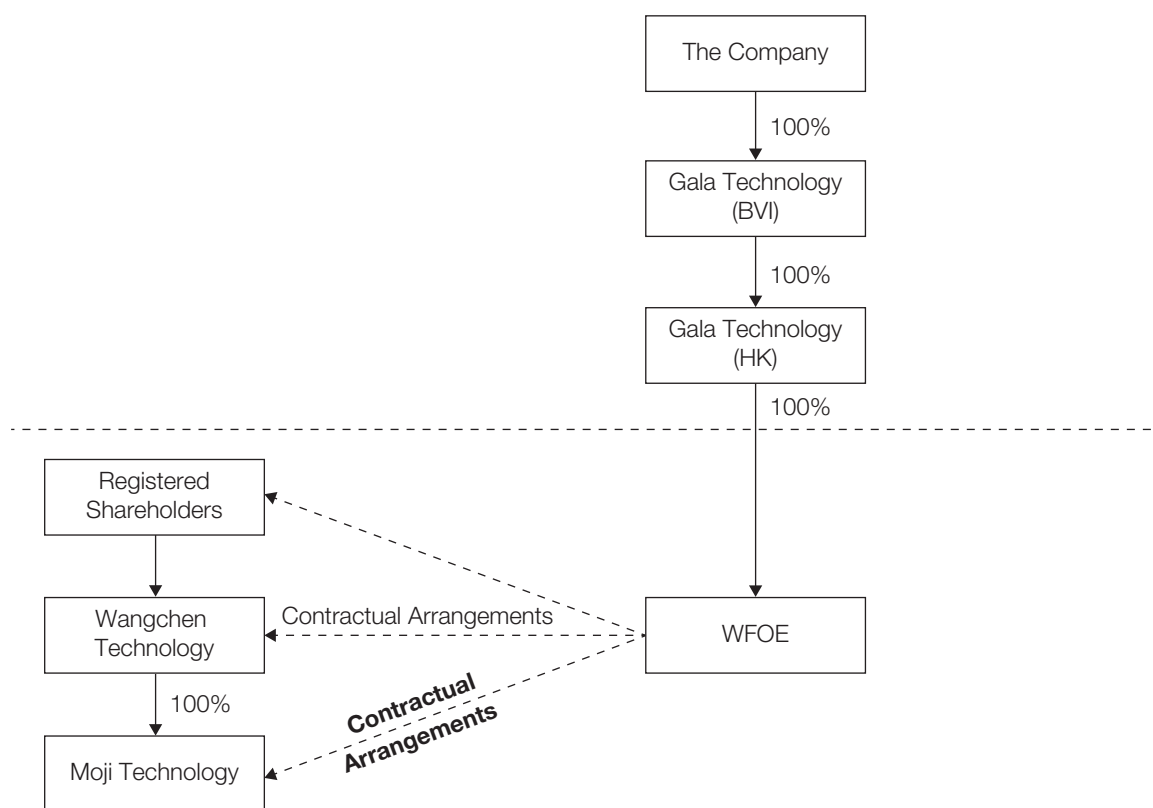 The Company
100%
Gala Technology
(BVI)
100%
Gala Technology
(HK)
100%
Registered
Shareholders
Wangchen
Technology
Contractual Arrangements
WFOE
100%
Contractual
Arrangements
Moji Technology